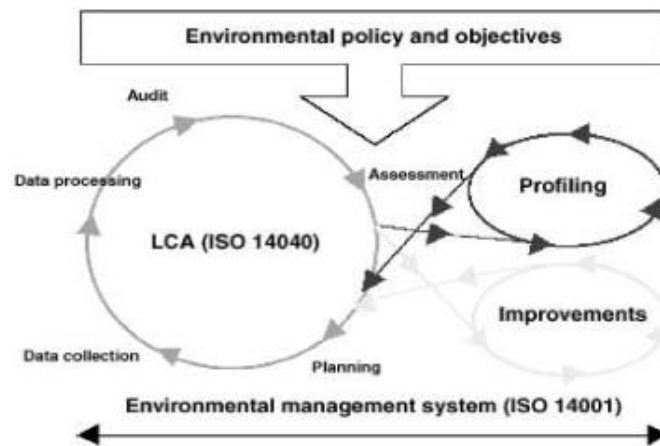 Environmental policy and objectives
Audit
Assessment
Data processing
Profiling
LCA (ISO 14040)
Improvements
Data collection
Planning
Environmental management system (ISO 14001)